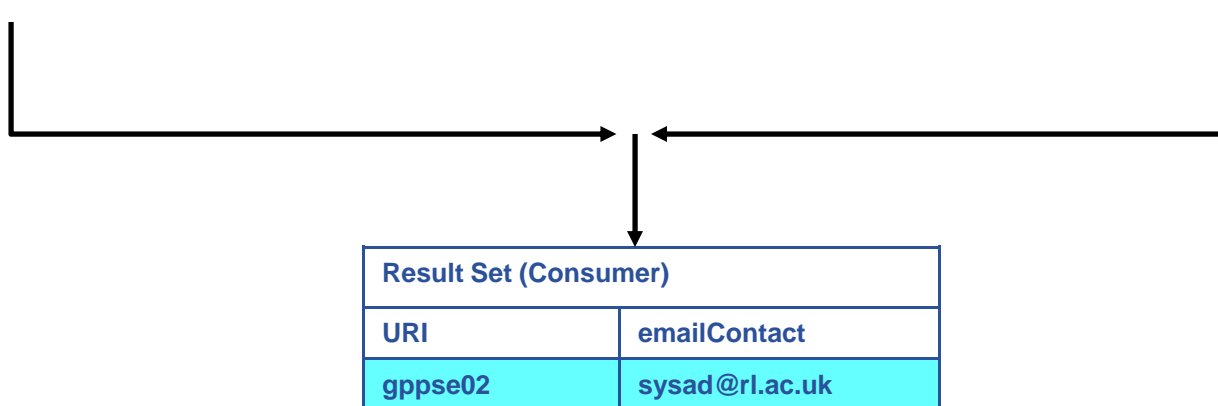 Result Set (Consumer)
URI emailContact
gppse02 sysad@rl.ac.uk